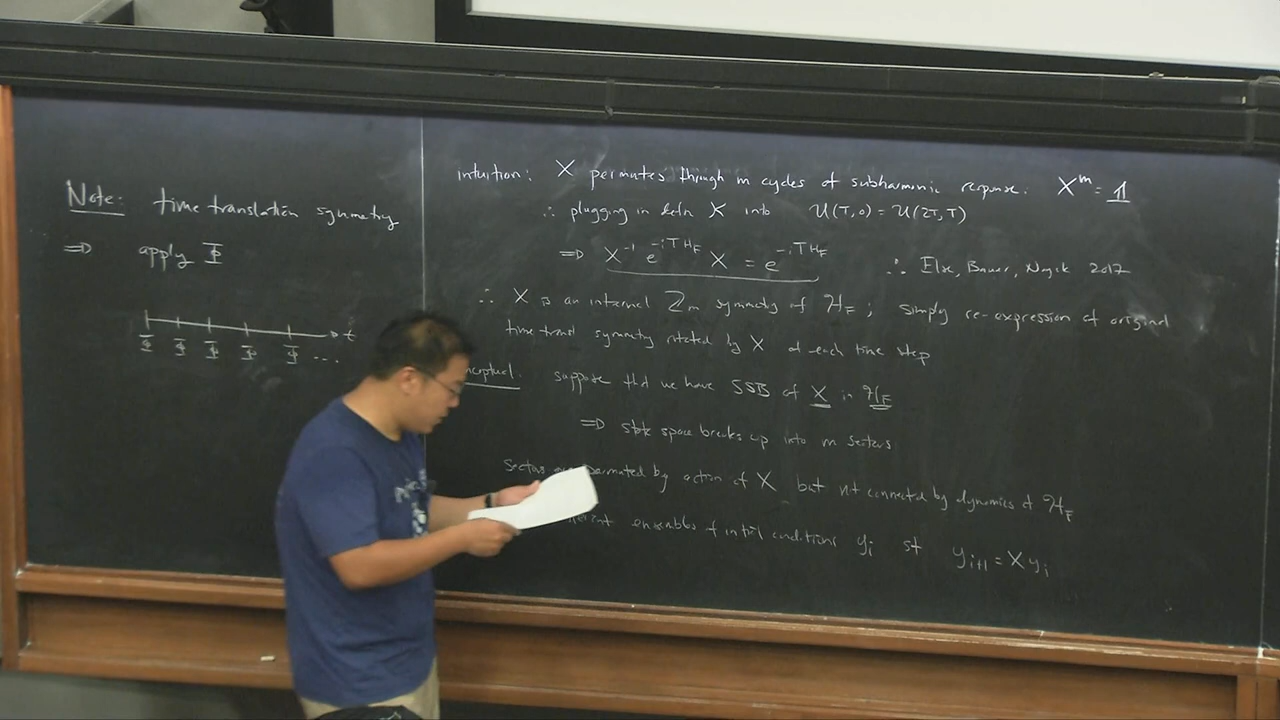 Note: time translation symmetry
⇒ apply Φ
t
Φ Φ Φ Φ Φ ...
intuition: X permutes through m cycles of subharmonic response. X^m = 𝟙
∴ plugging in X into U(T,0) = U(2T,T)
⇒ X^{-1} e^{-iTH_F} X = e^{-iTH_F} ∴ Else, Bauer, Nayak 2017
∴ X is an internal ℤ_m symmetry of H_F ; simply re-expression of original
time-transl symmetry rotated by X at each time step
suppose that we have SSB of X in H_F
⇒ state space breaks up into m sectors
Sectors are permuted by action of X but not connected by dynamics of H_F
ensembles of initial conditions y_i st y_{i+1} = X y_i